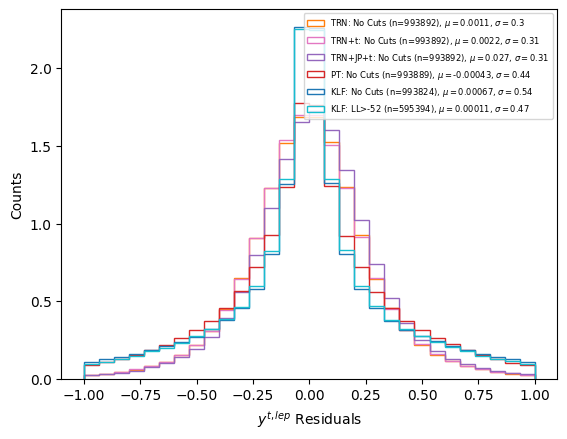 TRN: No Cuts (n=993892), μ = 0.0011, σ = 0.3
TRN+t: No Cuts (n=993892), μ = 0.0022, σ = 0.31
TRN+JP+t: No Cuts (n=993892), μ = 0.027, σ = 0.31
PT: No Cuts (n=993889), μ = -0.00043, σ = 0.44
KLF: No Cuts (n=993824), μ = 0.00067, σ = 0.54
KLF: LL>-52 (n=595394), μ = 0.00011, σ = 0.47
Counts
2.0
1.5
1.0
0.5
0.0
−1.00 −0.75 −0.50 −0.25 0.00 0.25 0.50 0.75 1.00
y^{t, lep} Residuals